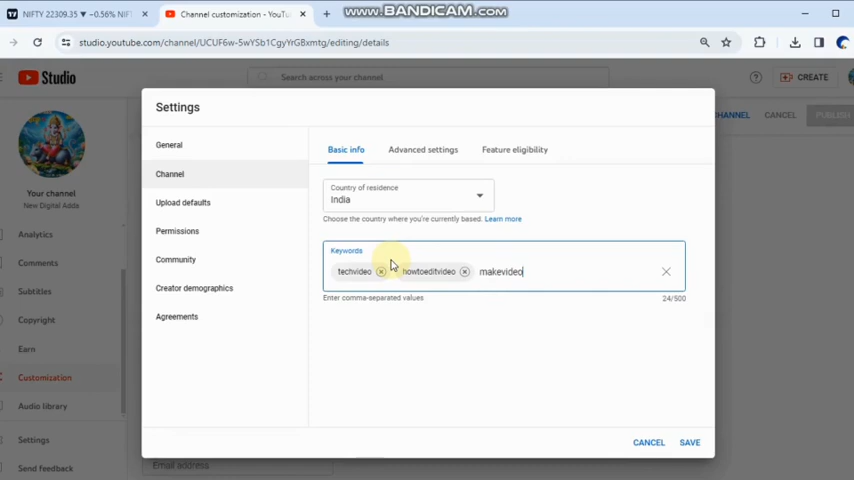 www.BANDICAM.com
NIFTY 22309.35 ▼ −0.56% NIFT
Channel customization - YouTu
studio.youtube.com/channel/UCUF6w-5wYSb1CgyYrGBxmtg/editing/details
Studio
Search across your channel
CREATE
Settings
CHANNEL
CANCEL
PUBLISH
General
Basic info
Advanced settings
Feature eligibility
Channel
Country of residence
India
Your channel
New Digital Adda
Upload defaults
Choose the country where you're currently based. Learn more
Permissions
Analytics
Keywords
Community
Comments
techvideo
howtoeditvideo
makevideo
Creator demographics
Subtitles
Enter comma-separated values
24/500
Agreements
Copyright
Earn
Customization
Audio library
Settings
CANCEL
SAVE
Send feedback
Email address